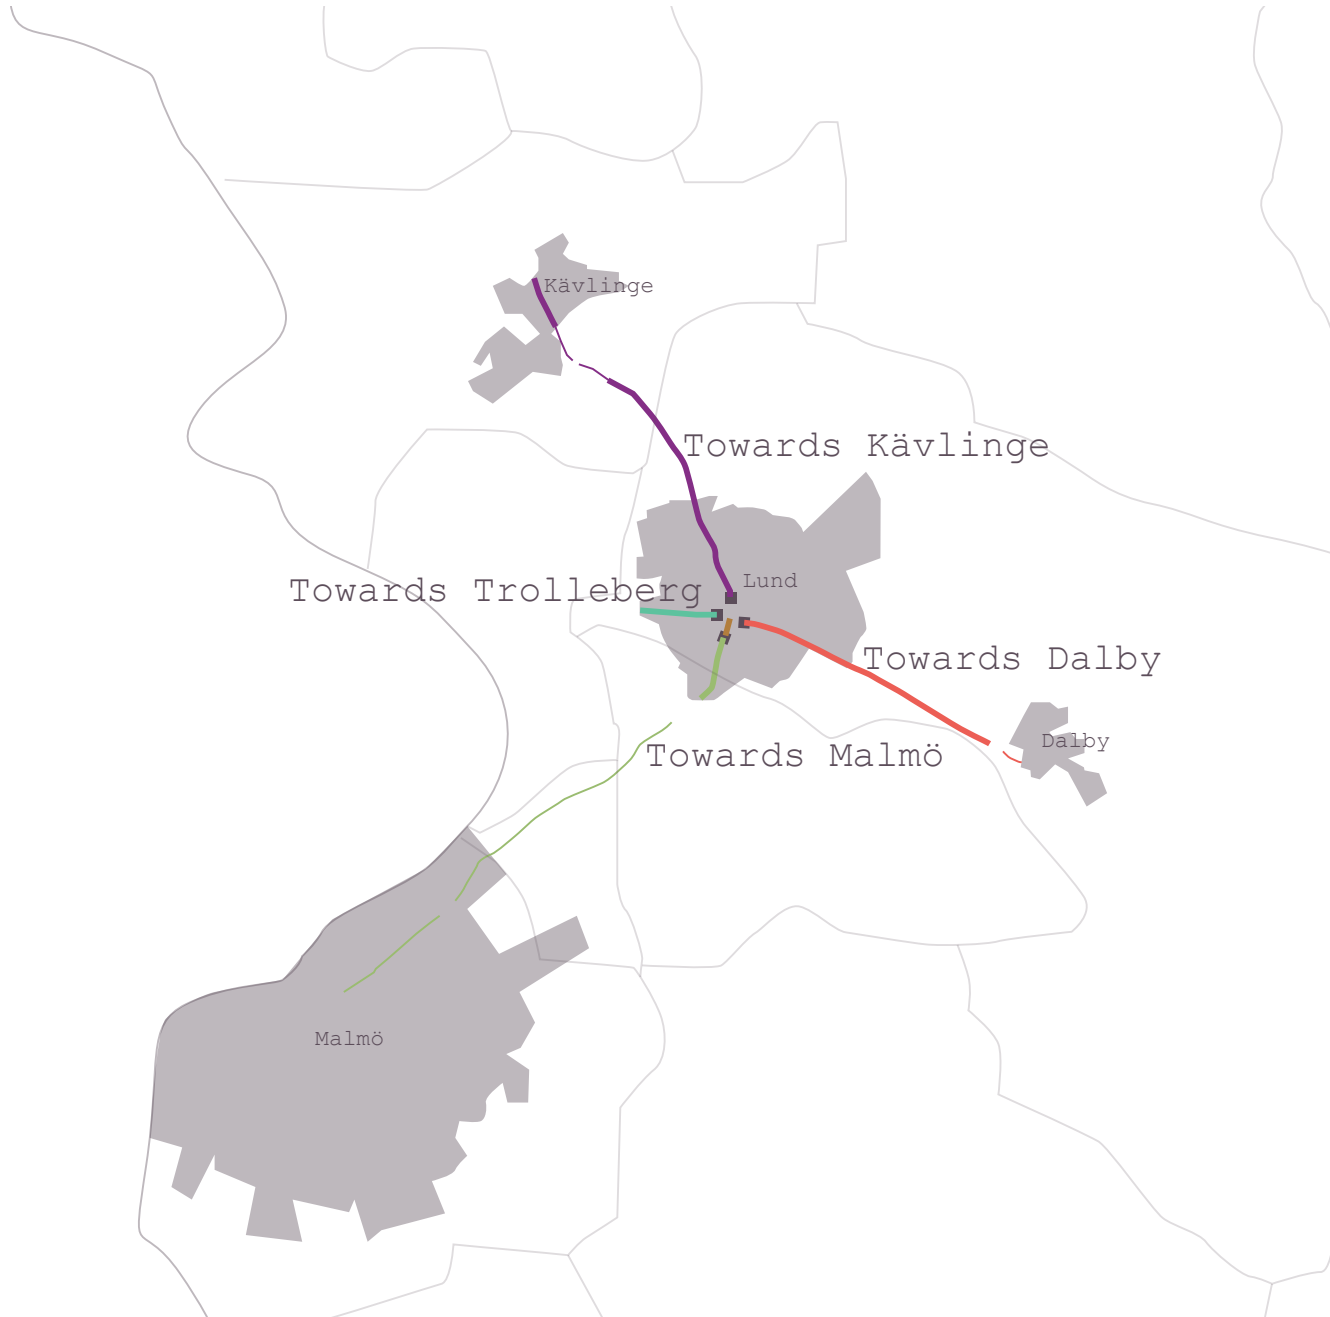 Kävlinge
Towards Kävlinge
Lund
Towards Trolleberg
Towards Dalby
Dalby
Towards Malmö
Malmö